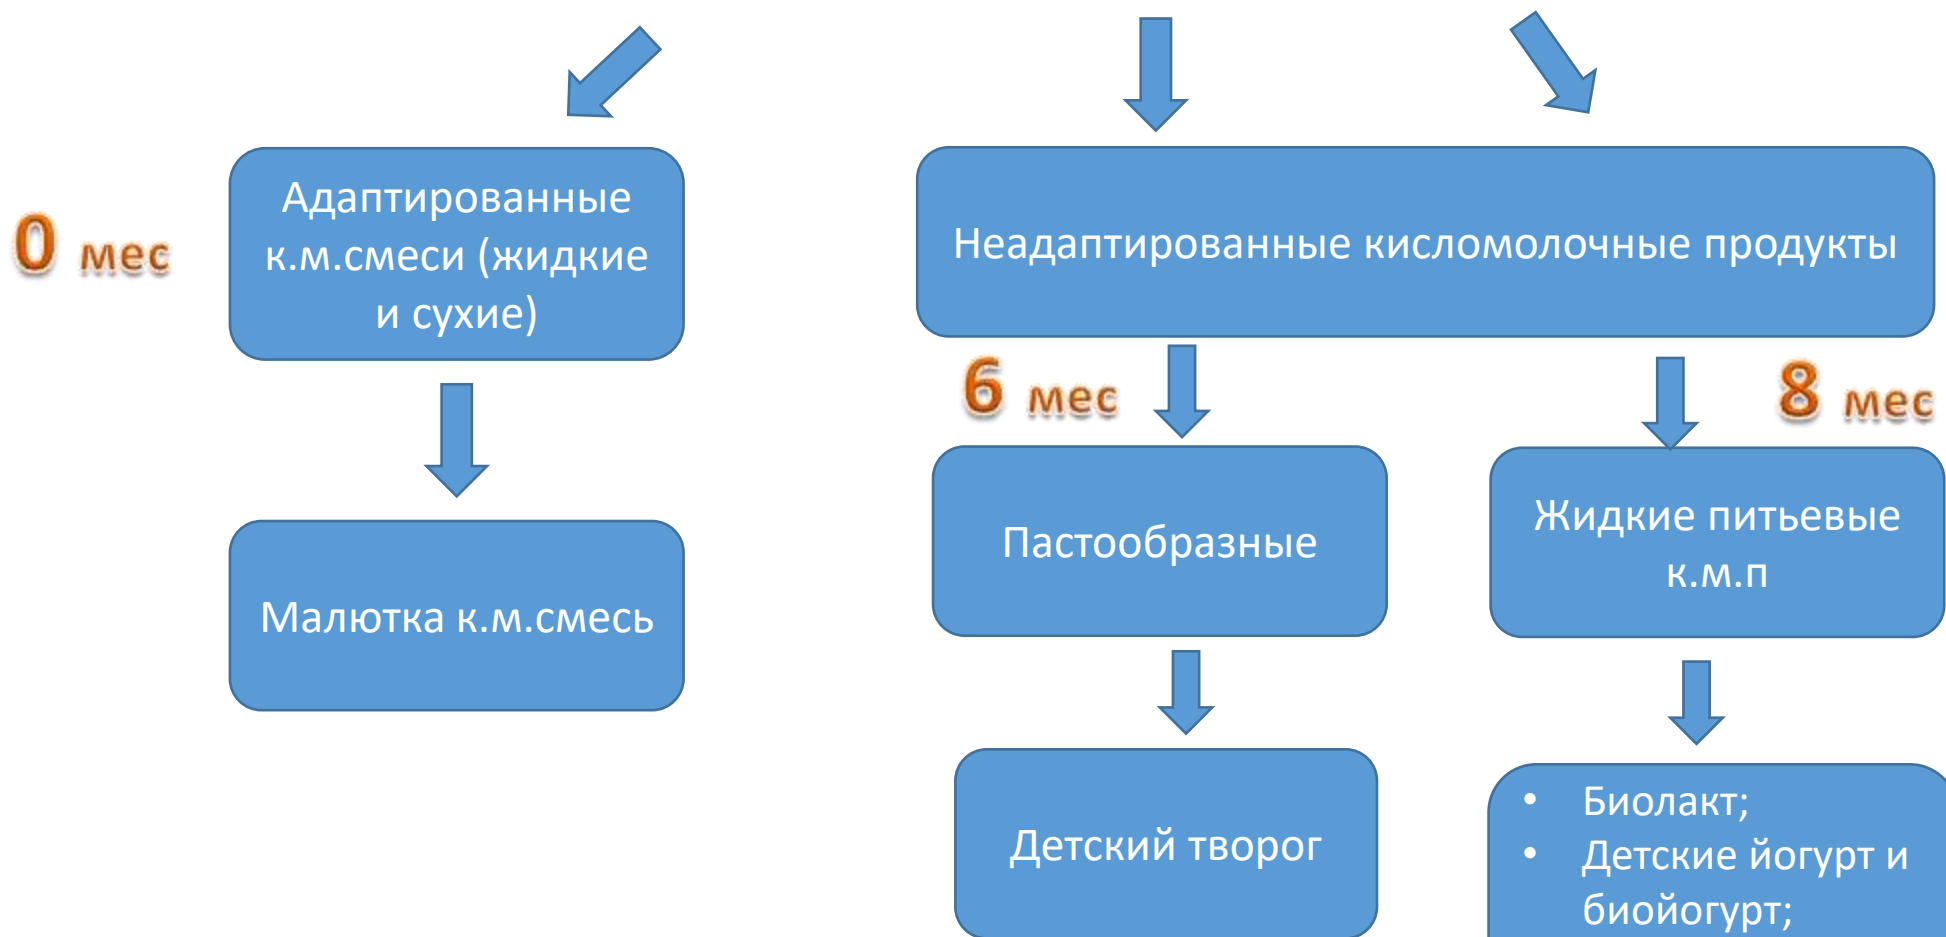 0 мес
Адаптированные
к.м.смеси (жидкие
и сухие)
Неадаптированные кисломолочные продукты
6 мес
8 мес
Малютка к.м.смесь
Пастообразные
Жидкие питьевые
к.м.п
Детский творог
• Биолакт;
• Детские йогурт и
биойогурт;